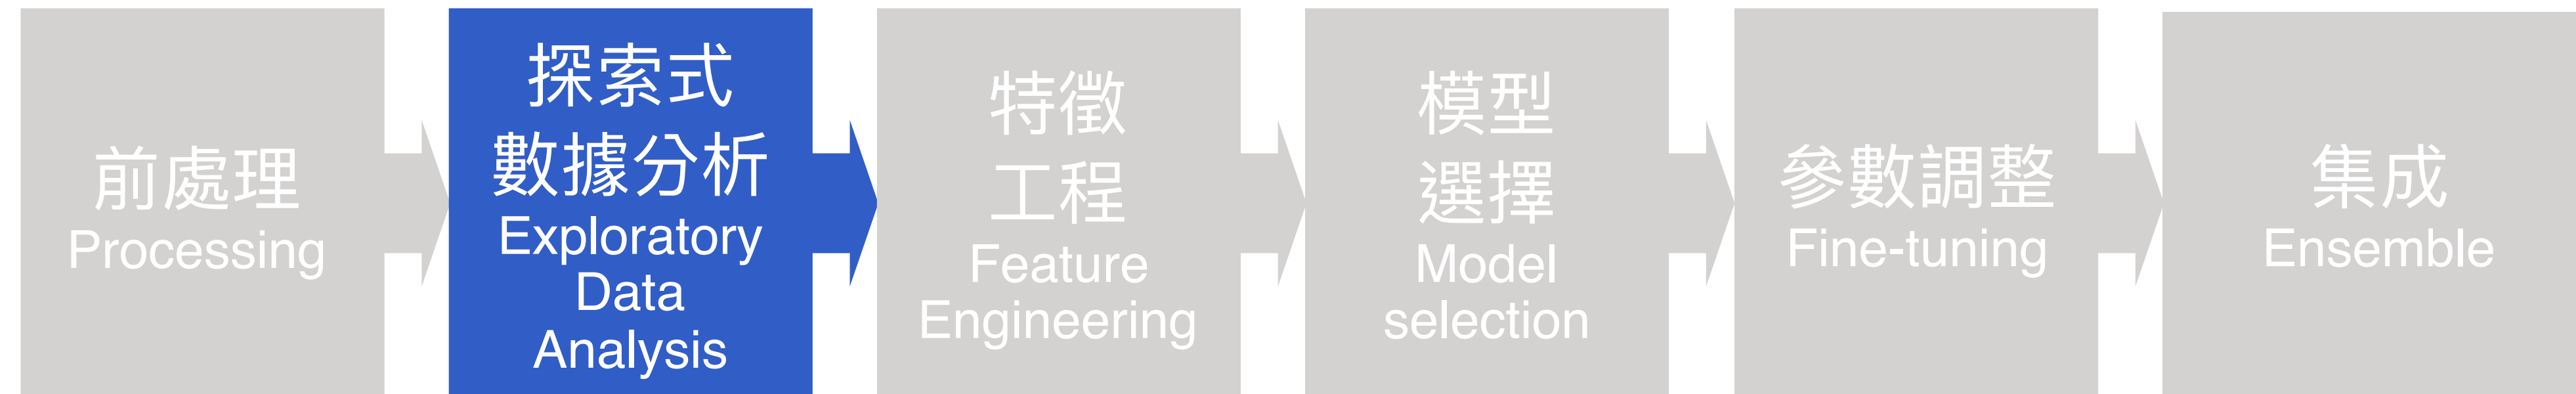 前處理
Processing
探索式
數據分析
Exploratory
Data
Analysis
特徵
工程
Feature
Engineering
模型
選擇
Model
selection
參數調整
Fine-tuning
集成
Ensemble